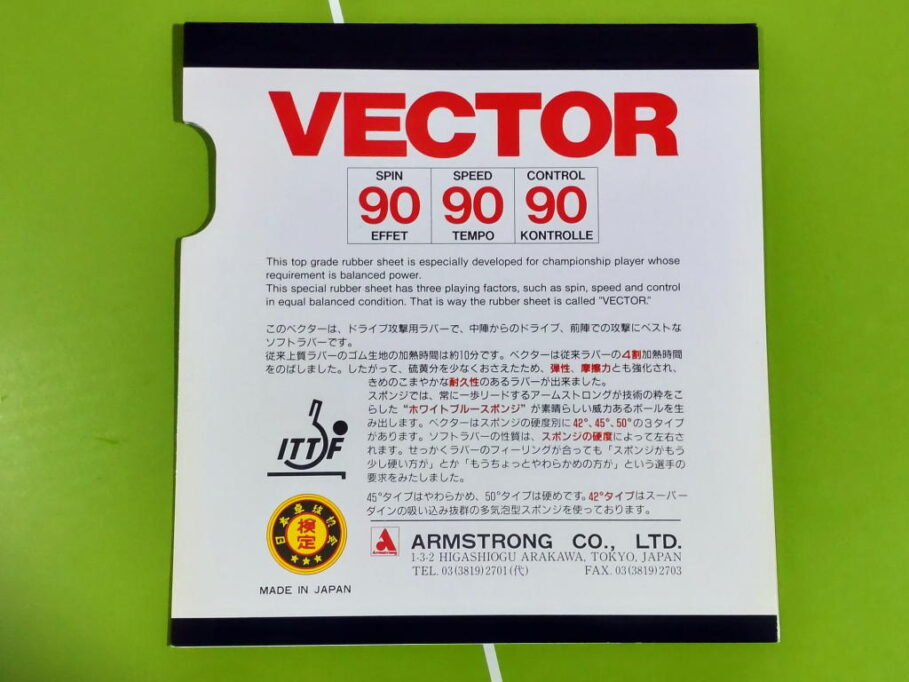 VECTOR
SPIN SPEED CONTROL
90 90 90
EFFET TEMPO KONTROLLE
This top grade rubber sheet is especially developed for championship player whose
requirement is balanced power.
This special rubber sheet has three playing factors, such as spin, speed and control
in equal balanced condition. That is way the rubber sheet is called "VECTOR."
このベクターは、ドライブ攻撃用ラバーで、中陣からのドライブ、前陣での攻撃にベストな
ソフトラバーです。
従来上質ラバーのゴム生地の加熱時間は約10分です。ベクターは従来ラバーの4割加熱時間
をのばしました。したがって、硫黄分を少なくおさえたため、弾性、摩擦力とも強化され、
きめのこまやかな耐久性のあるラバーが出来ました。
スポンジでは、常に一歩リードするアームストロングが技術の粋をこ
らした“ホワイトブルースポンジ”が素晴らしい威力あるボールを生
み出します。ベクターはスポンジの硬度別に42°、45°、50°の3タイプ
があります。ソフトラバーの性質は、スポンジの硬度によって左右さ
れます。せっかくラバーのフィーリングが合っても「スポンジがもう
少し硬い方が」とか「もうちょっとやわらかめの方が」という選手の
要求をみたしました。
45°タイプはやわらかめ、50°タイプは硬めです。42°タイプはスーパー
ダインの吸い込み抜群の多気泡型スポンジを使っております。
ITTF
日本卓球協会
検定
MADE IN JAPAN
Armstrong
ARMSTRONG CO., LTD.
1-3-2 HIGASHIOGU ARAKAWA, TOKYO, JAPAN
TEL. 03(3819)2701(代) FAX. 03(3819)2703